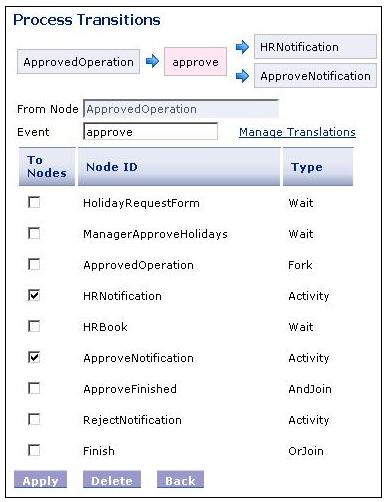 Process Transitions
ApprovedOperation approve HRNotification
ApproveNotification
From Node ApprovedOperation
Event approve Manage Translations
To Nodes Node ID Type
HolidayRequestForm Wait
ManagerApproveHolidays Wait
ApprovedOperation Fork
HRNotification Activity
HRBook Wait
ApproveNotification Activity
ApproveFinished AndJoin
RejectNotification Activity
Finish OrJoin
Apply Delete Back